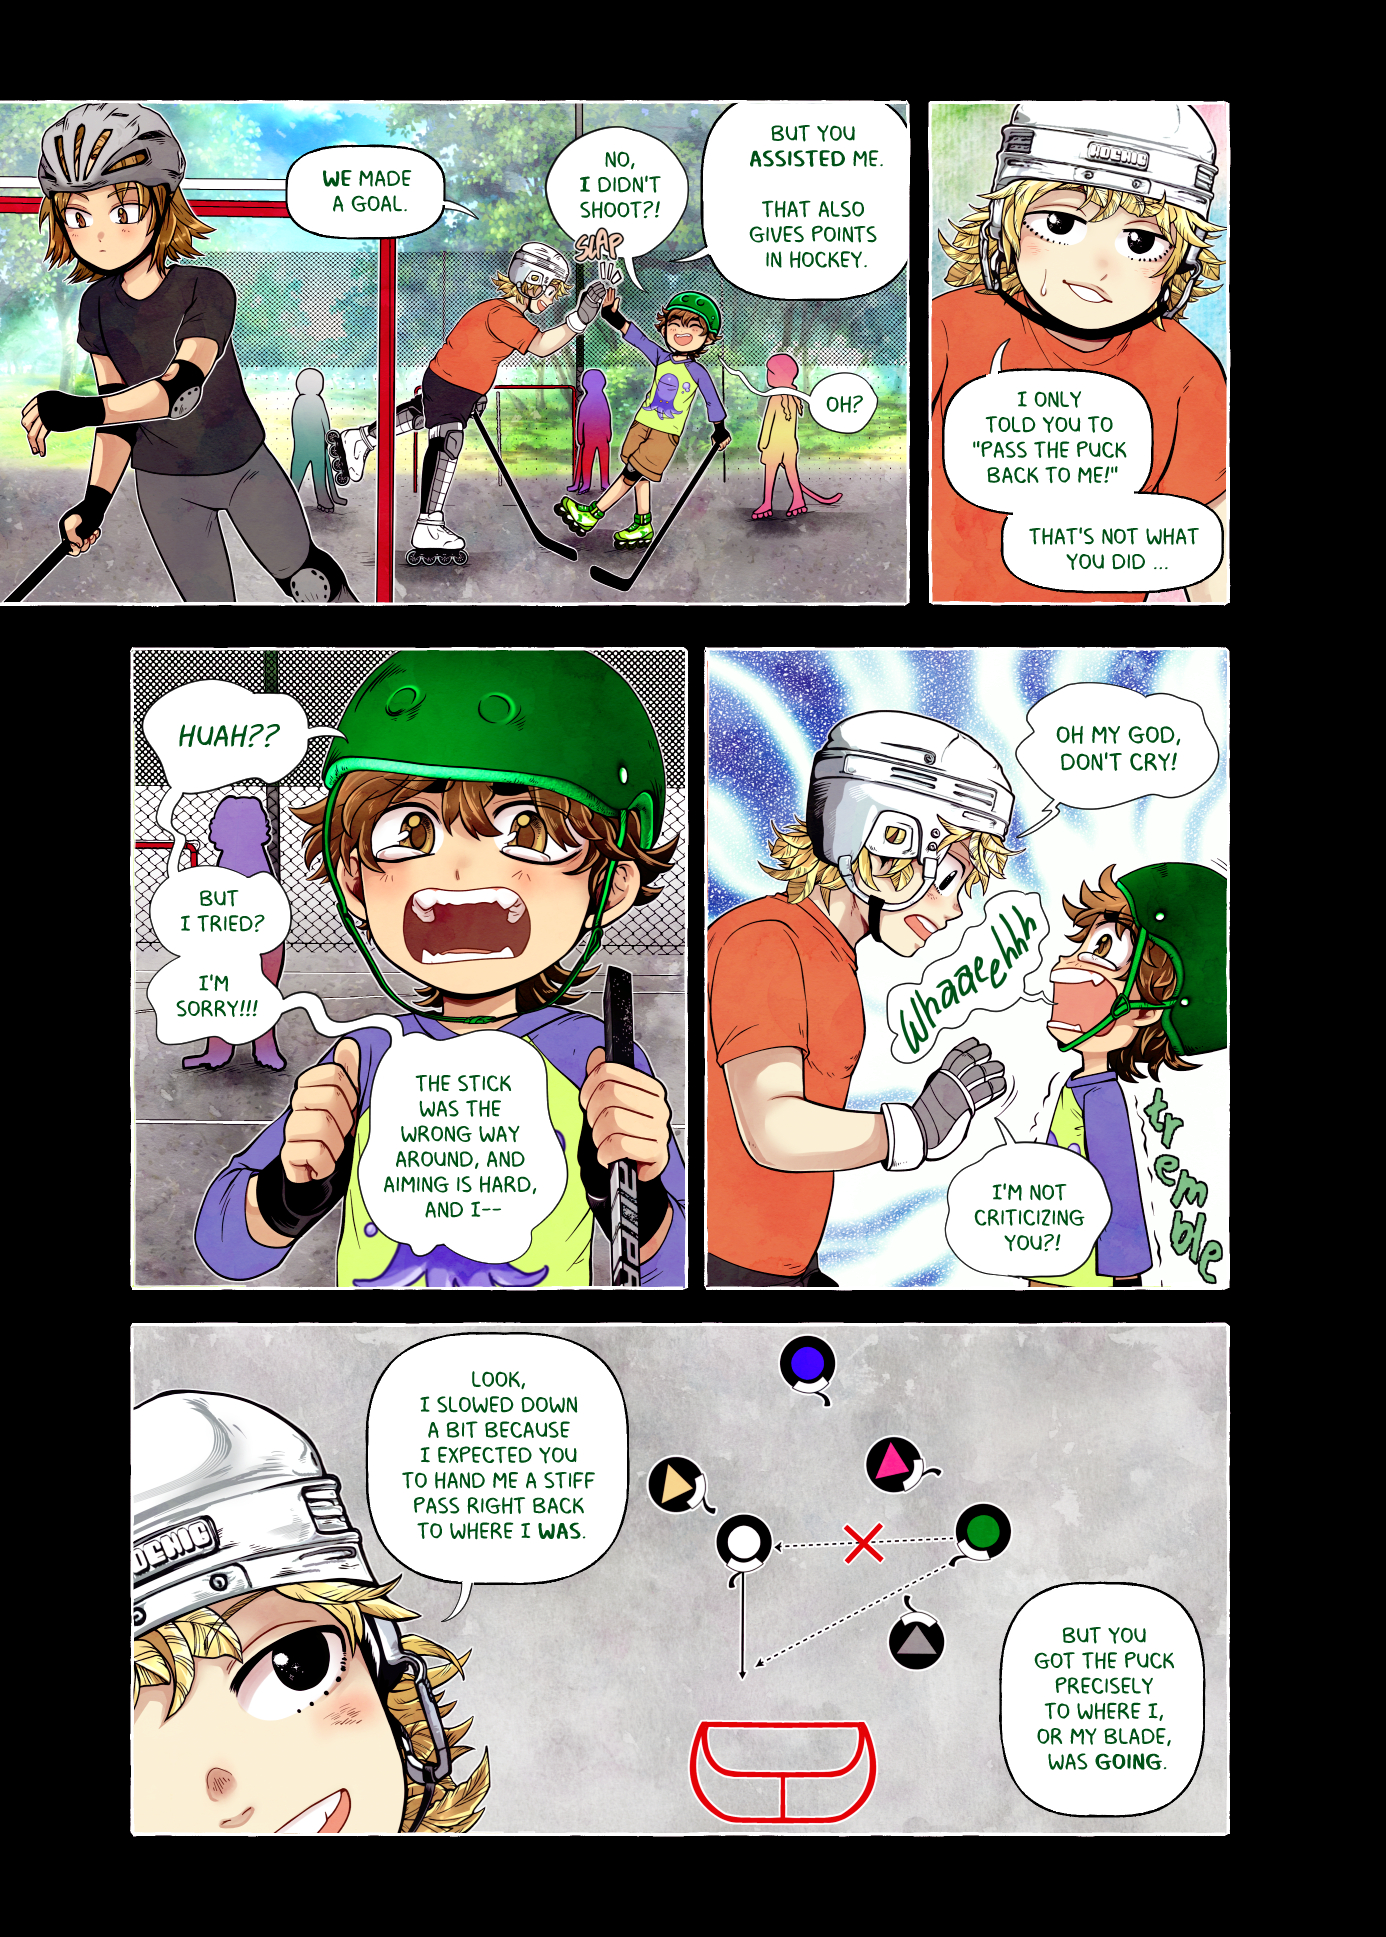 WE MADE
A GOAL.
NO,
I DIDN'T
SHOOT?!
SLAP
BUT YOU
ASSISTED ME.
THAT ALSO
GIVES POINTS
IN HOCKEY.
OH?
I ONLY
TOLD YOU TO
"PASS THE PUCK
BACK TO ME!"
THAT'S NOT WHAT
YOU DID ...
HUAH??
BUT
I TRIED?
I'M
SORRY!!!
THE STICK
WAS THE
WRONG WAY
AROUND, AND
AIMING IS HARD,
AND I--
OH MY GOD,
DON'T CRY!
Whaaeehhh
I'M NOT
CRITICIZING
YOU?!
tremble
LOOK,
I SLOWED DOWN
A BIT BECAUSE
I EXPECTED YOU
TO HAND ME A STIFF
PASS RIGHT BACK
TO WHERE I WAS.
BUT YOU
GOT THE PUCK
PRECISELY
TO WHERE I,
OR MY BLADE,
WAS GOING.